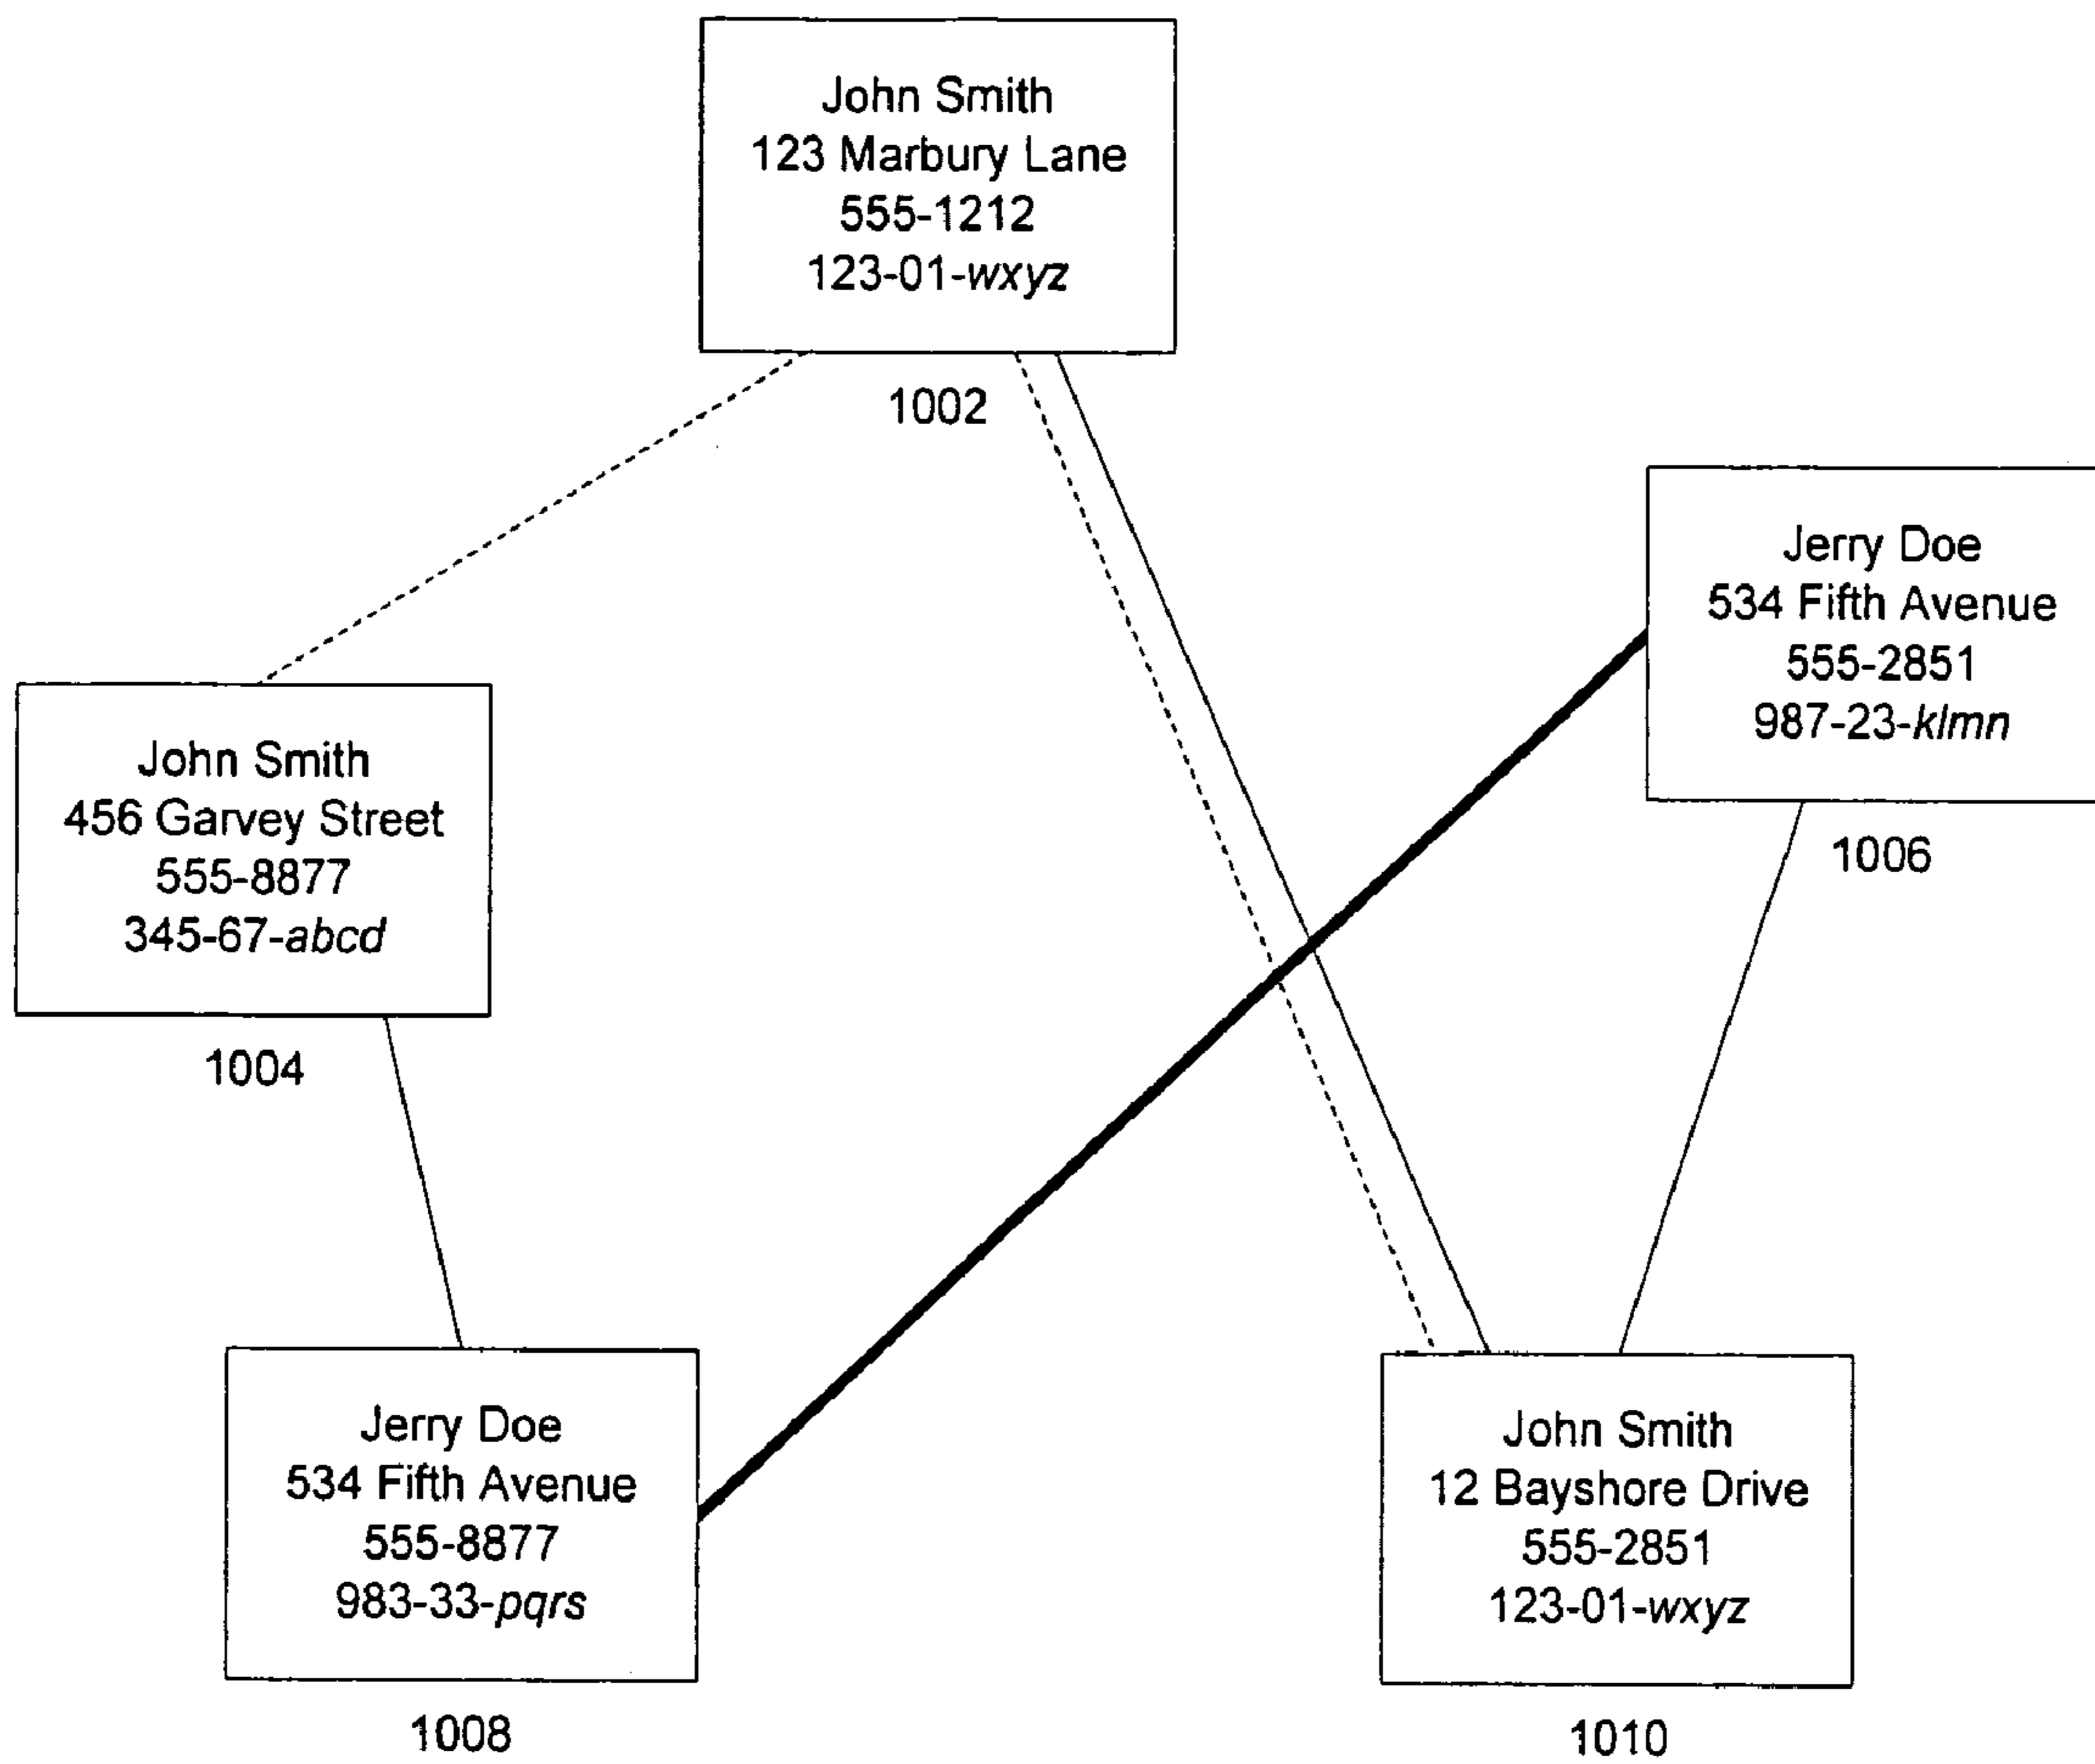 John Smith
123 Marbury Lane
555-1212
123-01-wxyz
1002
Jerry Doe
534 Fifth Avenue
555-2851
987-23-klmn
1006
John Smith
456 Garvey Street
555-8877
345-67-abcd
1004
Jerry Doe
534 Fifth Avenue
555-8877
983-33-pqrs
1008
John Smith
12 Bayshore Drive
555-2851
123-01-wxyz
1010